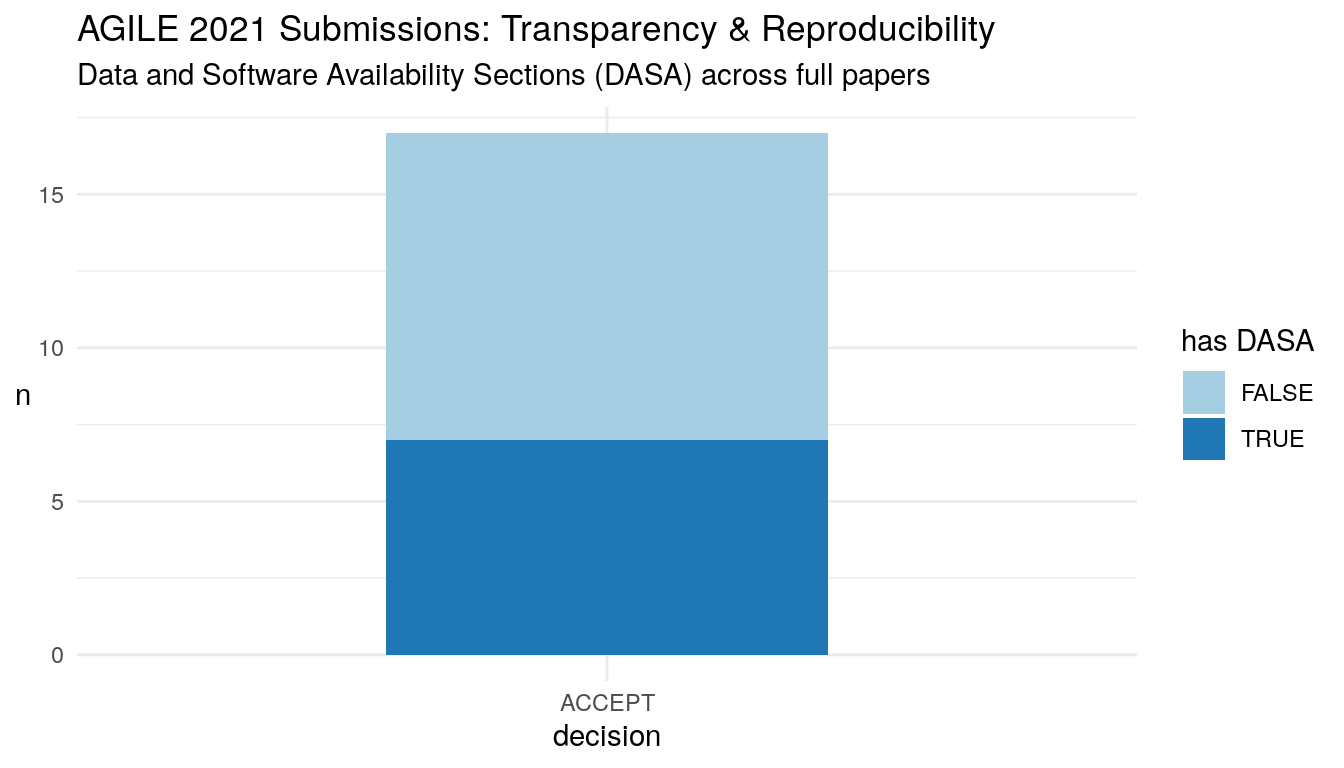 AGILE 2021 Submissions: Transparency & Reproducibility
Data and Software Availability Sections (DASA) across full papers
15
10
5
0
n
ACCEPT
decision
has DASA
FALSE
TRUE